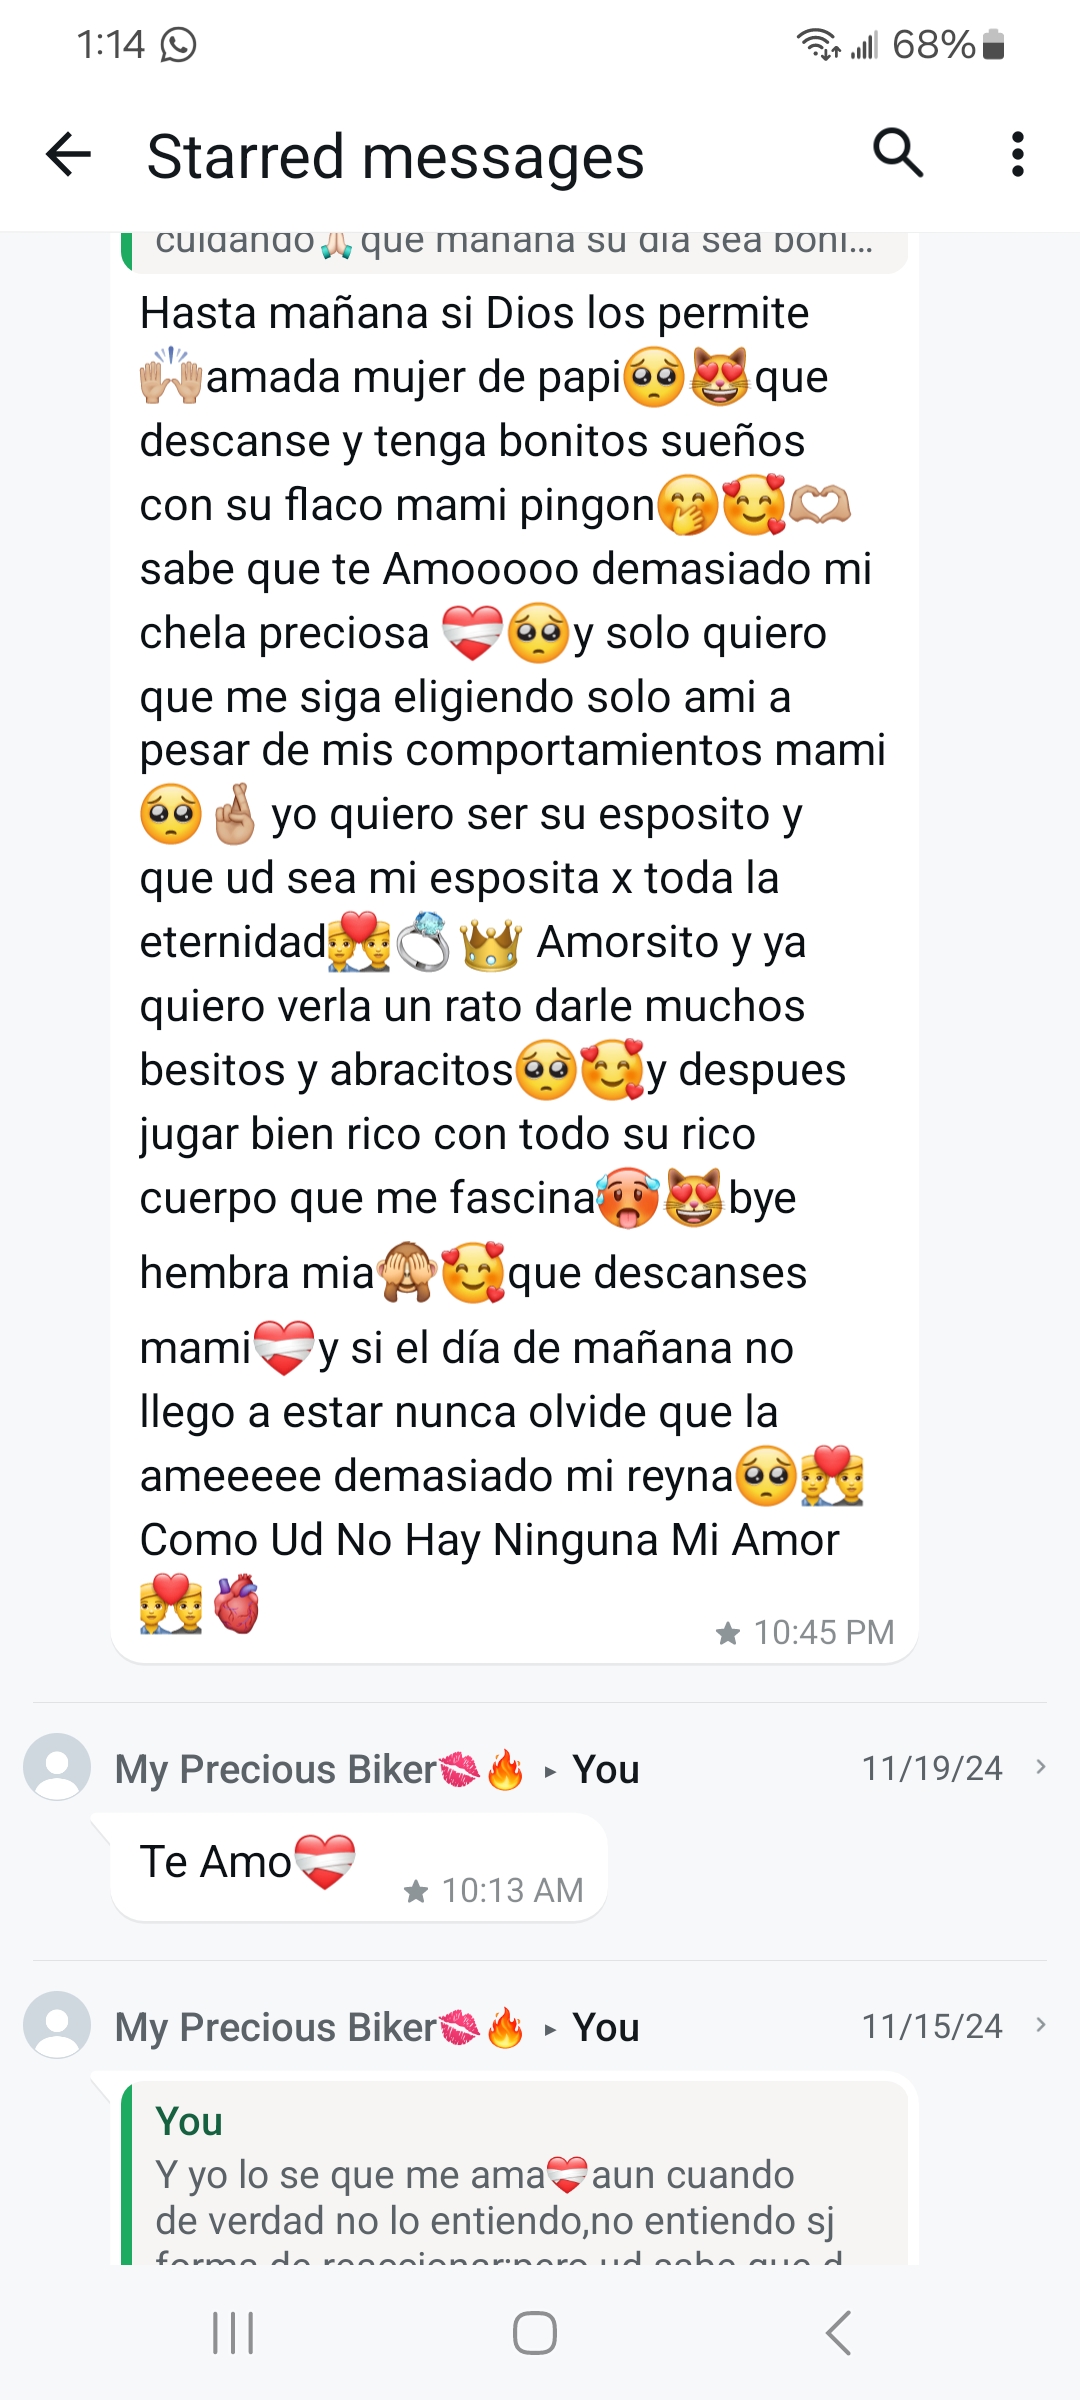 1:14 68%
Starred messages
cuidando🙏🏼que mañana su día sea boni...
Hasta mañana si Dios los permite
🙌🏼amada mujer de papi🥺😻que
descanse y tenga bonitos sueños
con su flaco mami pingon🤭🥰🫶🏼
sabe que te Amooooo demasiado mi
chela preciosa ❤️‍🩹🥺y solo quiero
que me siga eligiendo solo ami a
pesar de mis comportamientos mami
🥺🤞🏼 yo quiero ser su esposito y
que ud sea mi esposita x toda la
eternidad👩‍❤️‍👨💍👑 Amorsito y ya
quiero verla un rato darle muchos
besitos y abracitos🥺🥰y despues
jugar bien rico con todo su rico
cuerpo que me fascina🥵😻bye
hembra mia🙈🥰que descanses
mami❤️‍🩹y si el día de mañana no
llego a estar nunca olvide que la
ameeeee demasiado mi reyna🥺👩‍❤️‍👨
Como Ud No Hay Ninguna Mi Amor
👩‍❤️‍👨🫀
★ 10:45 PM
My Precious Biker💋🔥 ▸ You 11/19/24
Te Amo❤️‍🩹
★ 10:13 AM
My Precious Biker💋🔥 ▸ You 11/15/24
You
Y yo lo se que me ama❤️‍🩹aun cuando
de verdad no lo entiendo,no entiendo sj
forma de reaccionar:pero ud sabe que d